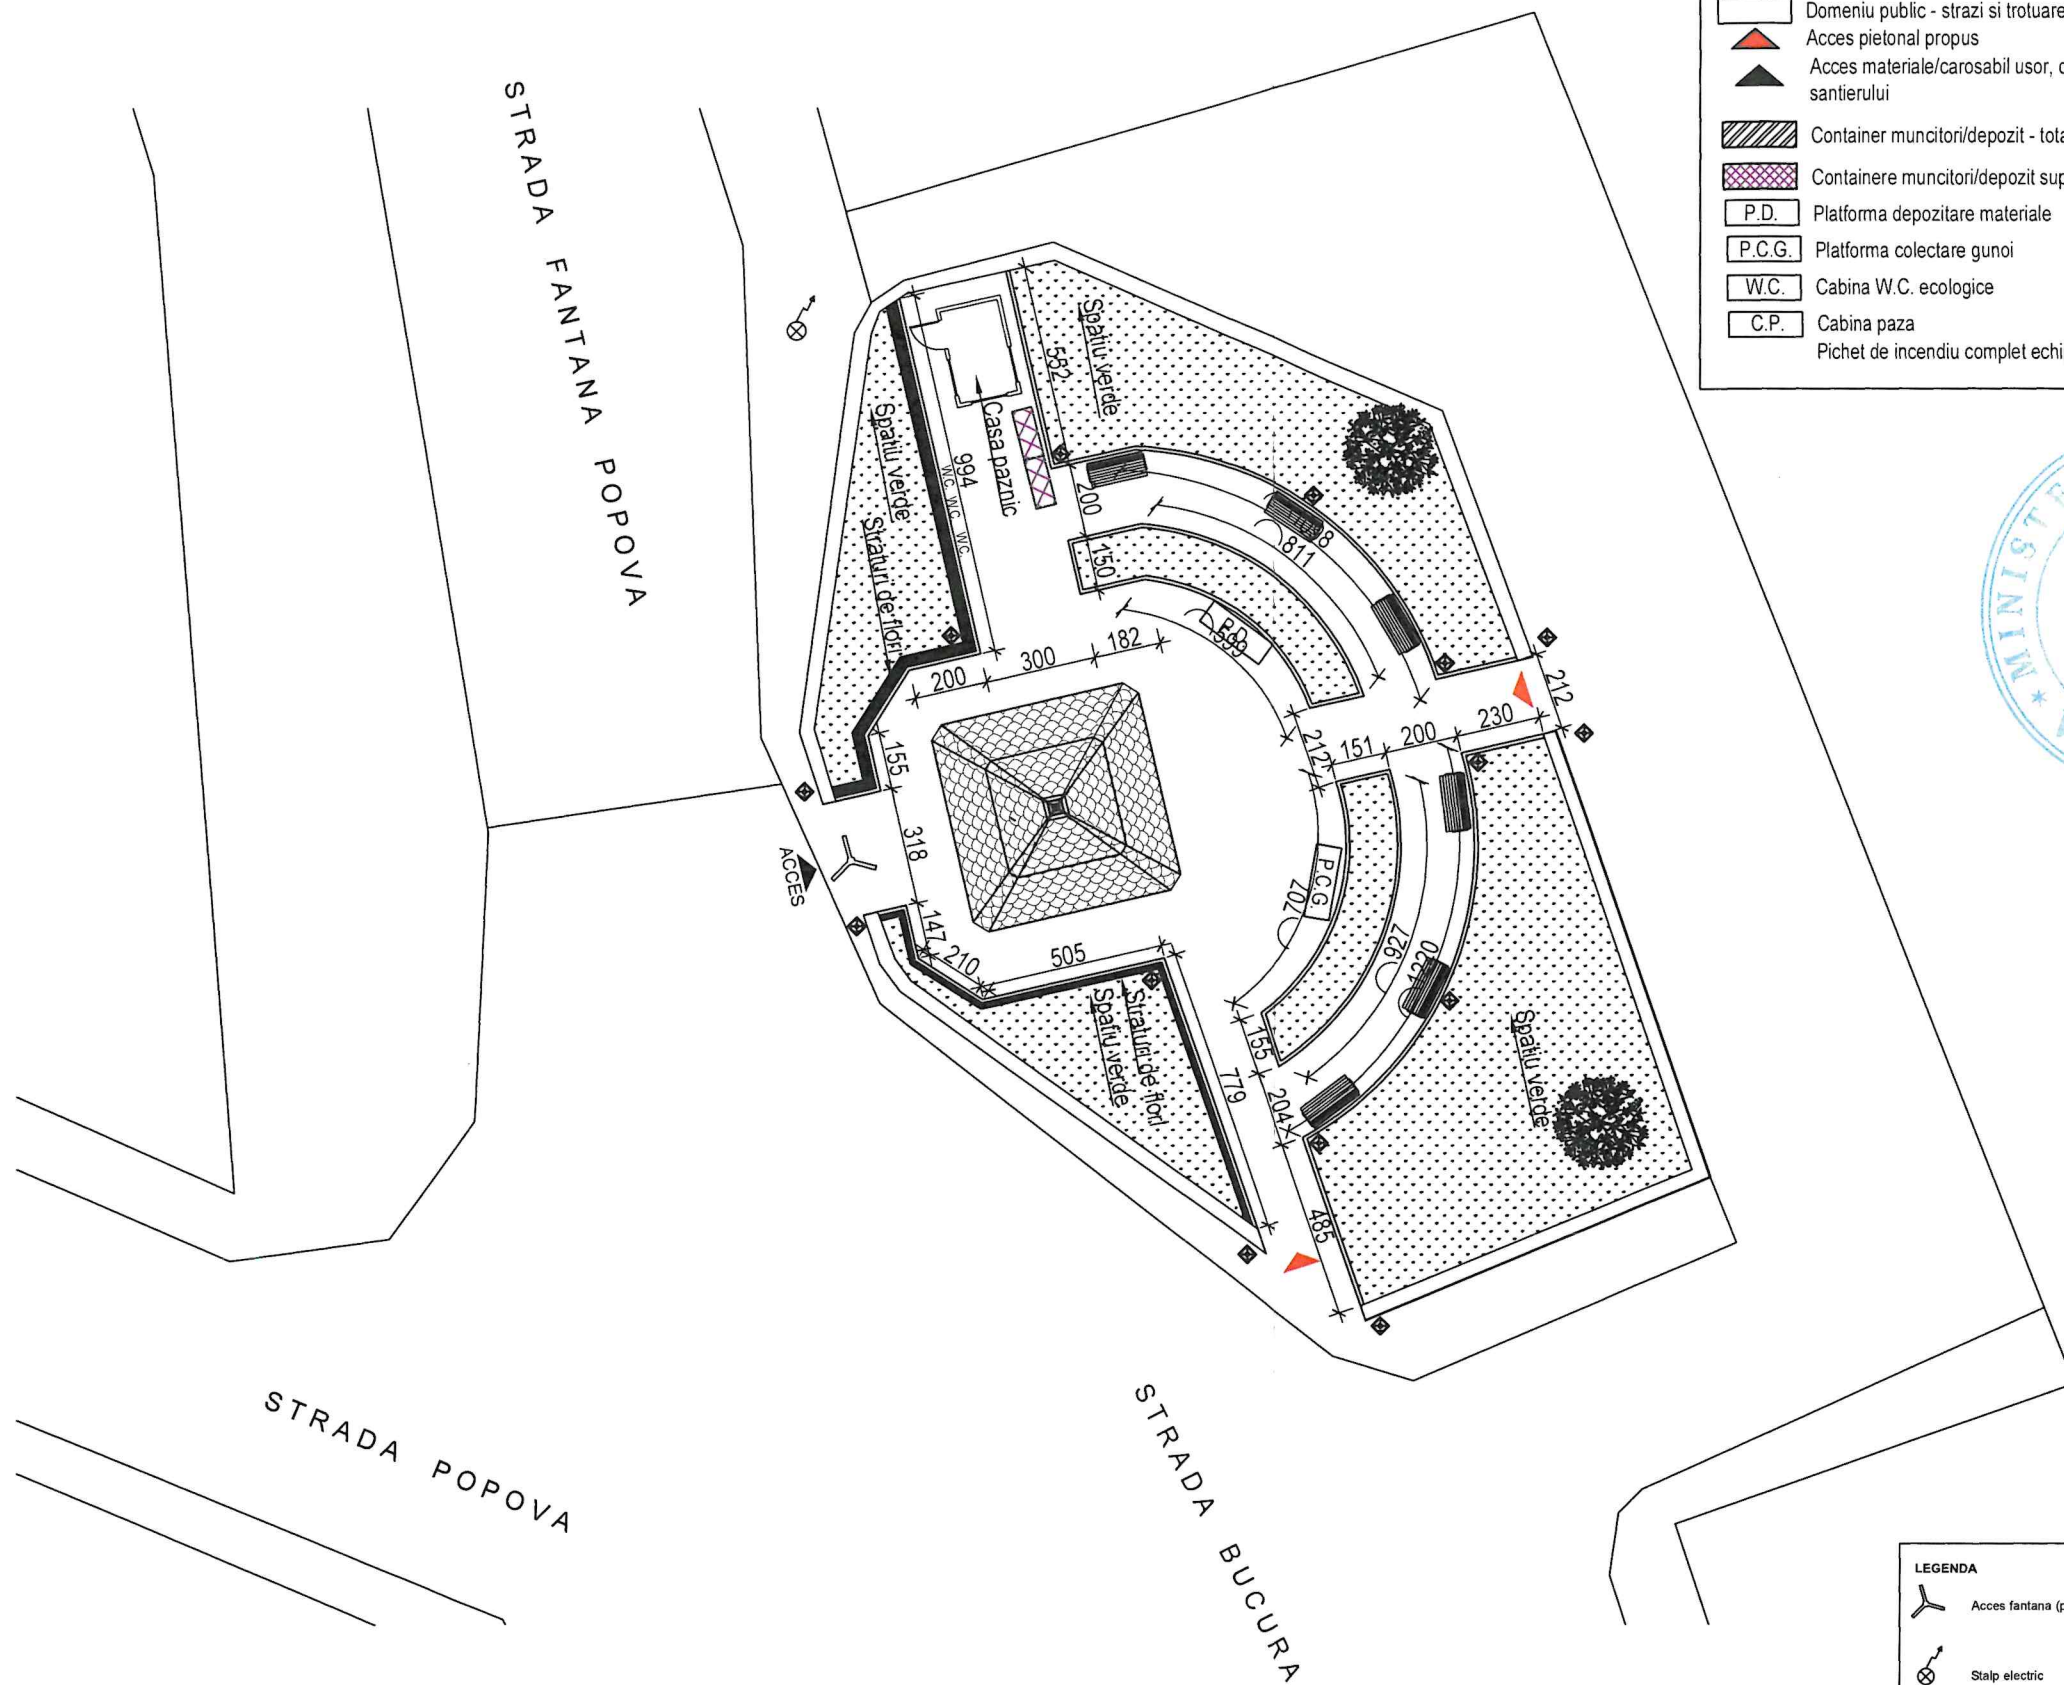 Domeniu public - strazi si trotuare
Acces pietonal propus
Acces materiale/carosabil usor,
santierului
Container muncitori/depozit -
Containere muncitori/depozit
P.D. Platforma depozitare materiale
P.C.G. Platforma colectare gunoi
W.C. Cabina W.C. ecologice
C.P. Cabina paza
Pichet de incendiu complet
STRADA FANTANA POPOVA
Spatiu verde
552
Spatiu verde
Casa paznic
994
W.C. W.C. W.C.
Straturi de flori
200
150
811
P.D.
599
182
300
200
212
230
200
151
212
155
318
ACCES
147
210
505
P.C.G.
707
927
1220
Straturi de flori
Spatiu verde
Spatiu verde
155
779
204
485
STRADA POPOVA
STRADA BUCURA
MINIST
LEGENDA
Acces fantana
Stalp electric